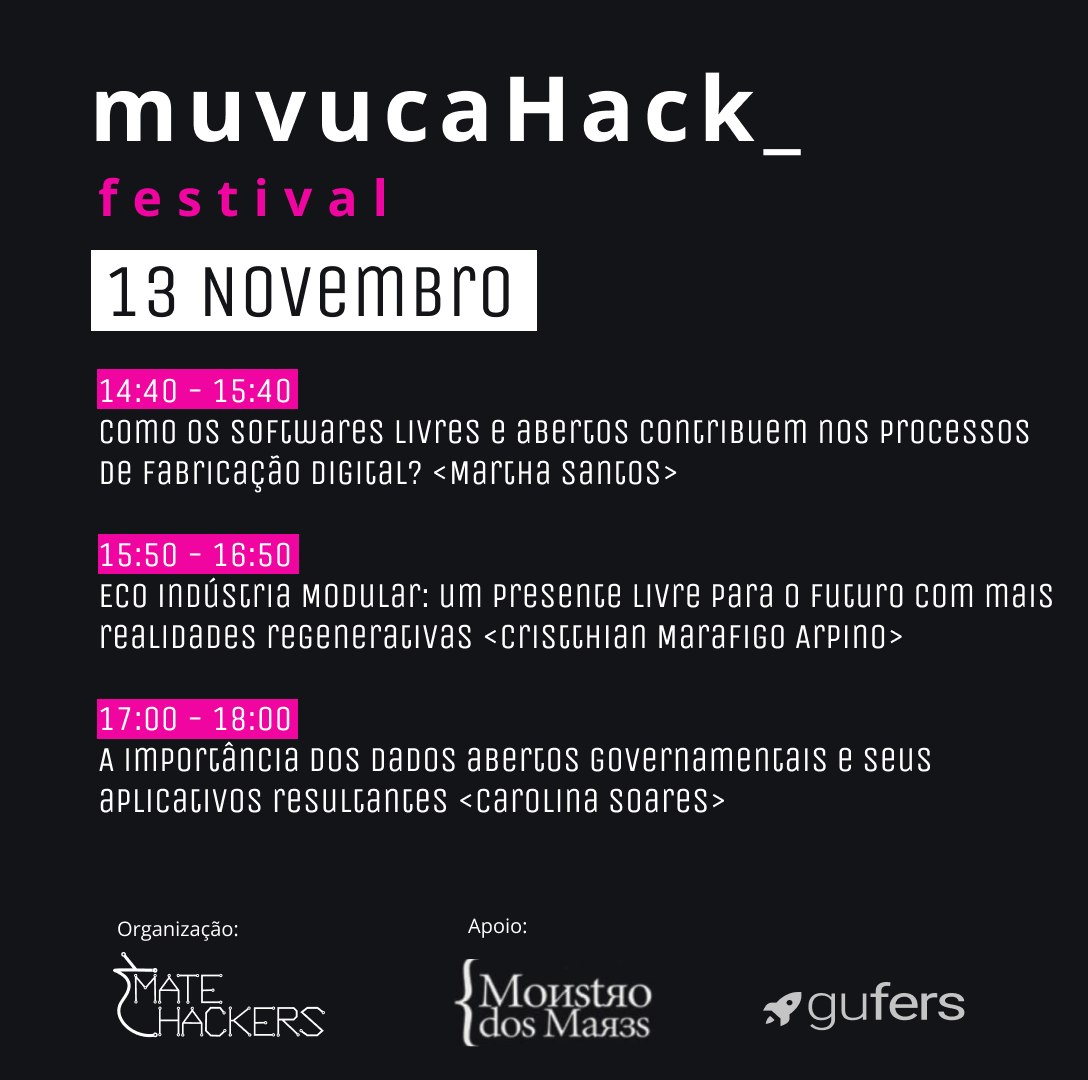 muvucaHack_
festival
13 Novembro
14:40 - 15:40
Como os softwares livres e abertos contribuem nos processos
de fabricação digital? <Martha Santos>
15:50 - 16:50
Eco Indústria Modular: um presente livre para o futuro com mais
realidades regenerativas <Cristthian Marafigo Arpino>
17:00 - 18:00
A importância dos dados abertos governamentais e seus
aplicativos resultantes <Carolina Soares>
Organização:
Apoio:
MATE
HACKERS
Monstro
dos Mares
gufers